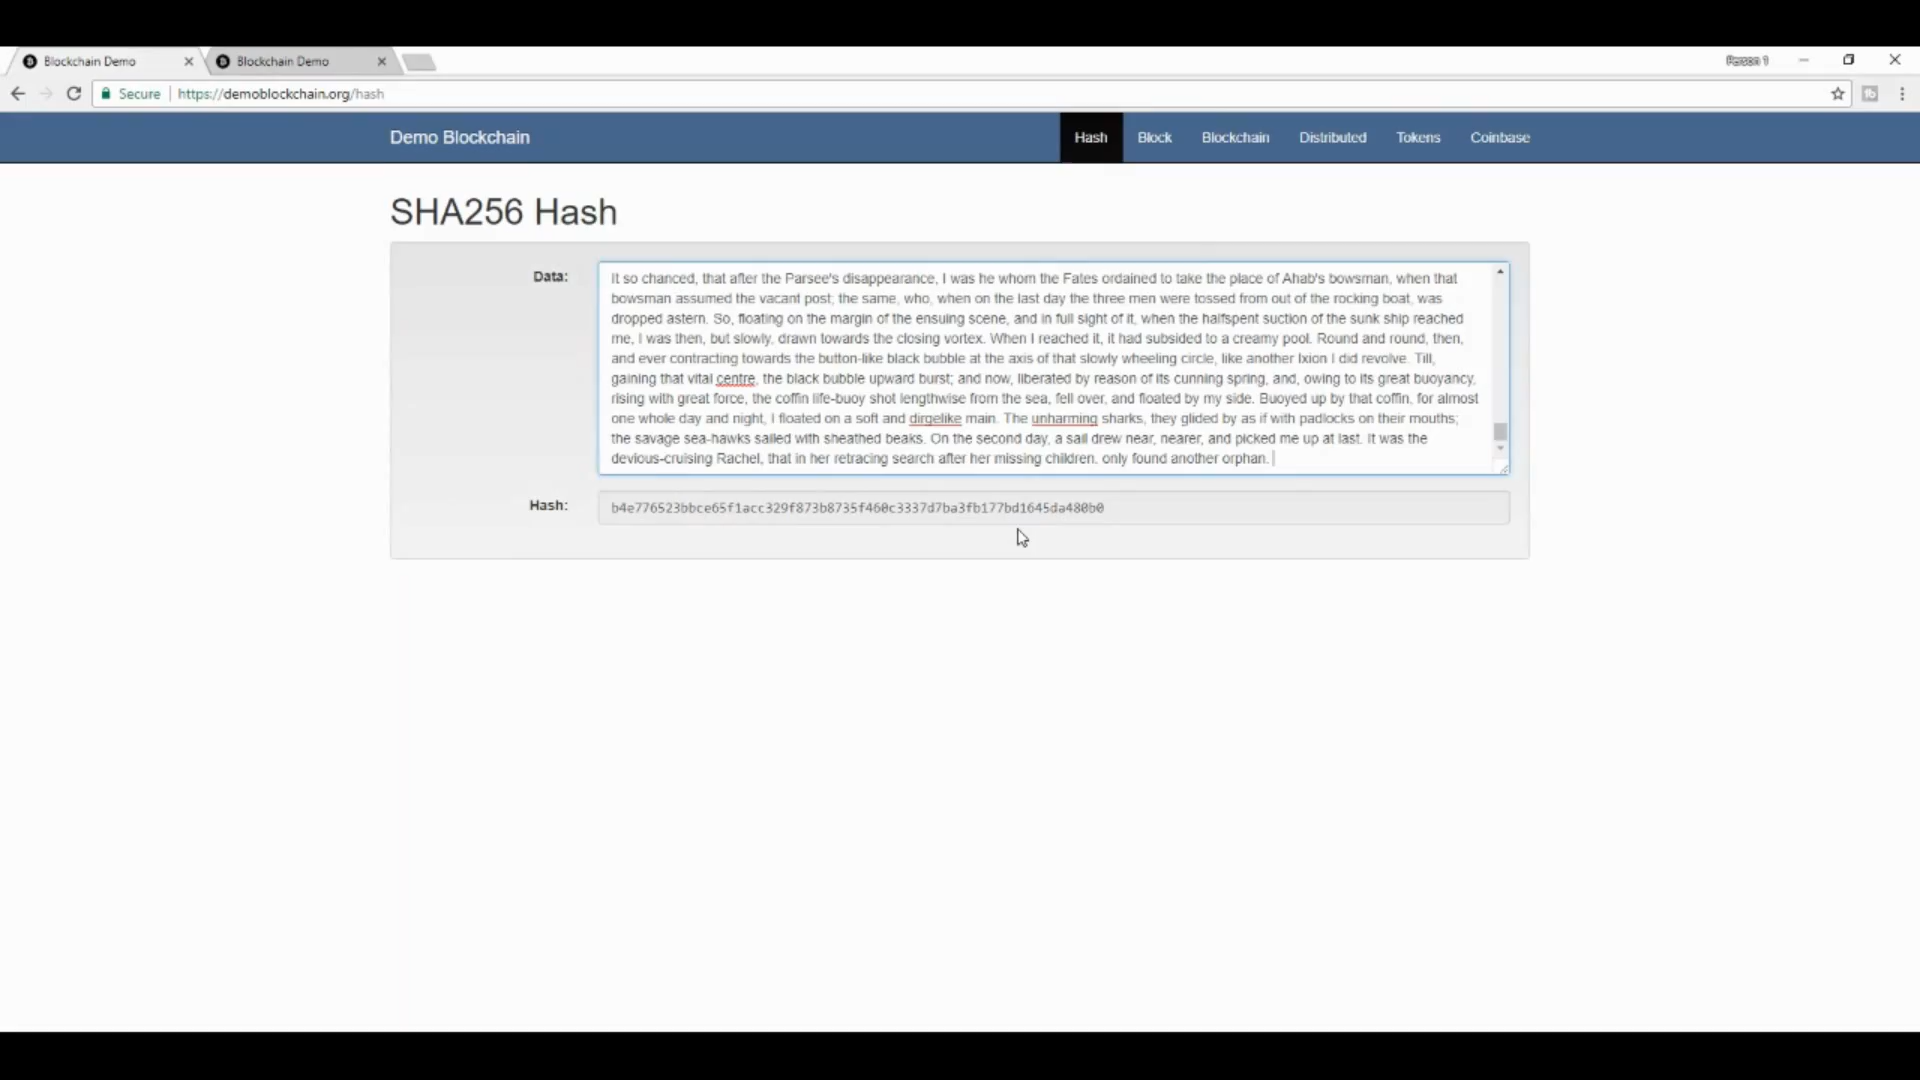 Blockchain Demo
Blockchain Demo
Secure
https://demoblockchain.org/hash
Demo Blockchain
Hash
Block
Blockchain
Distributed
Tokens
Coinbase
SHA256 Hash
Data:
It so chanced, that after the Parsee's disappearance, I was he whom the Fates ordained to take the place of Ahab's bowsman, when that
bowsman assumed the vacant post; the same, who, when on the last day the three men were tossed from out of the rocking boat, was
dropped astern. So, floating on the margin of the ensuing scene, and in full sight of it, when the halfspent suction of the sunk ship reached
me, I was then, but slowly, drawn towards the closing vortex. When I reached it, it had subsided to a creamy pool. Round and round, then,
and ever contracting towards the button-like black bubble at the axis of that slowly wheeling circle, like another Ixion I did revolve. Till,
gaining that vital centre, the black bubble upward burst; and now, liberated by reason of its cunning spring, and, owing to its great buoyancy,
rising with great force, the coffin life-buoy shot lengthwise from the sea, fell over, and floated by my side. Buoyed up by that coffin, for almost
one whole day and night, I floated on a soft and dirgelike main. The unharming sharks, they glided by as if with padlocks on their mouths;
the savage sea-hawks sailed with sheathed beaks. On the second day, a sail drew near, nearer, and picked me up at last. It was the
devious-cruising Rachel, that in her retracing search after her missing children, only found another orphan.
Hash:
b4e776523bbce65f1acc329f873b8735f460c3337d7ba3fb177bd1645da480b0